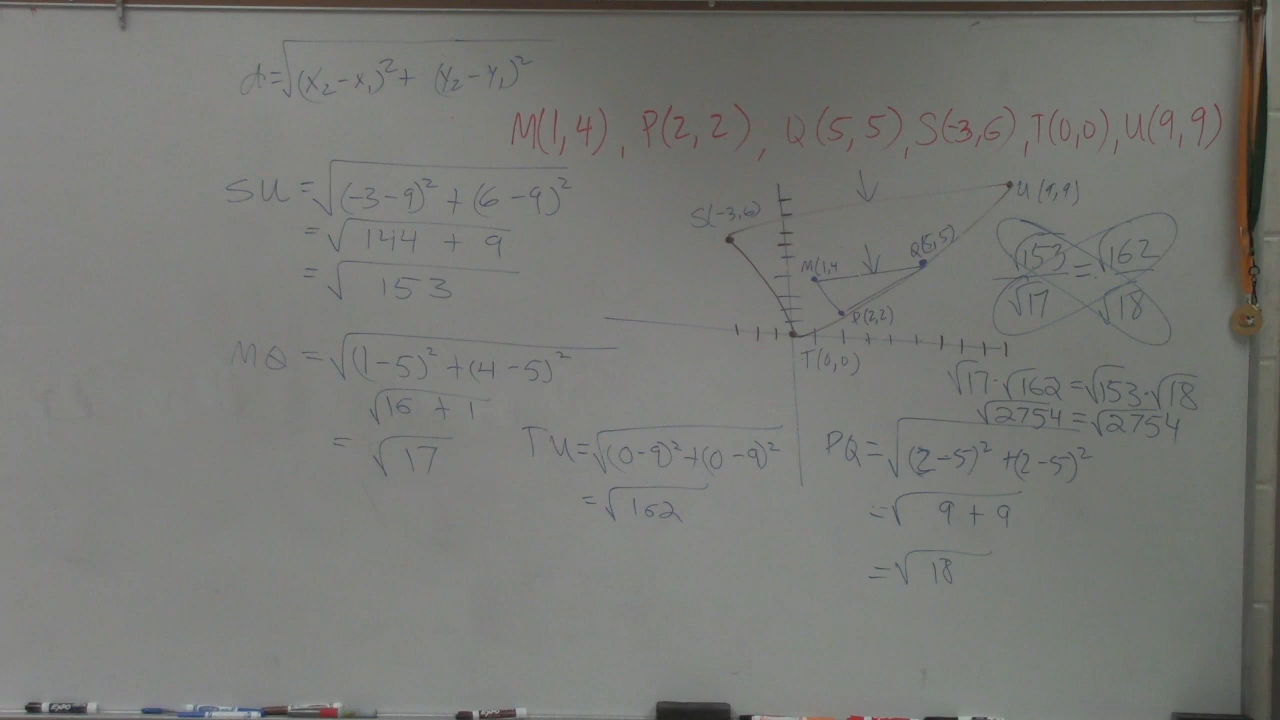 d=√(x₂-x₁)²+ (y₂-y₁)²
M(1,4), P(2,2), Q(5,5), S(-3,6), T(0,0), U(9,9)
SU = √(-3-9)² + (6-9)²
= √144 + 9
= √153
S(-3,6)
U(9,9)
M(1,4
Q(5,5)
P(2,2)
T(0,0)
√153/√17 = √162/√18
√17·√162 = √153·√18
√2754 = √2754
MQ = √(1-5)² + (4-5)²
√16 + 1
= √17
TU = √(0-9)² + (0-9)²
= √162
PQ = √(2-5)² + (2-5)²
= √9 + 9
= √18